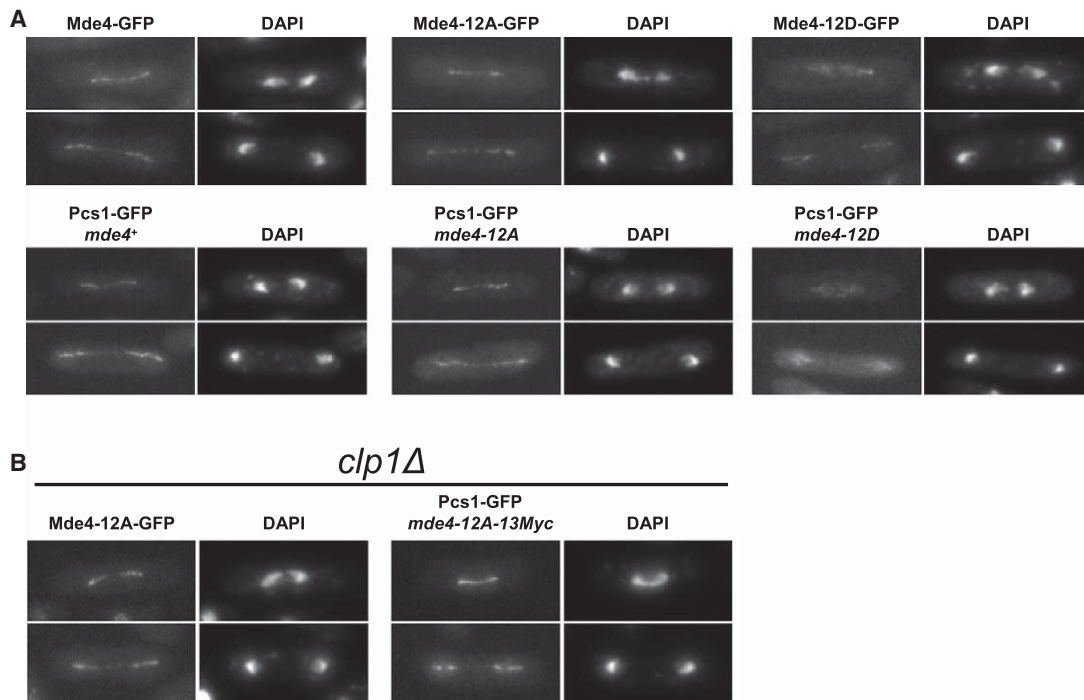 A
Mde4-GFP DAPI Mde4-12A-GFP DAPI Mde4-12D-GFP DAPI
Pcs1-GFP Pcs1-GFP Pcs1-GFP
mde4⁺ DAPI mde4-12A DAPI mde4-12D DAPI
B
clp1Δ
Pcs1-GFP
Mde4-12A-GFP DAPI mde4-12A-13Myc DAPI